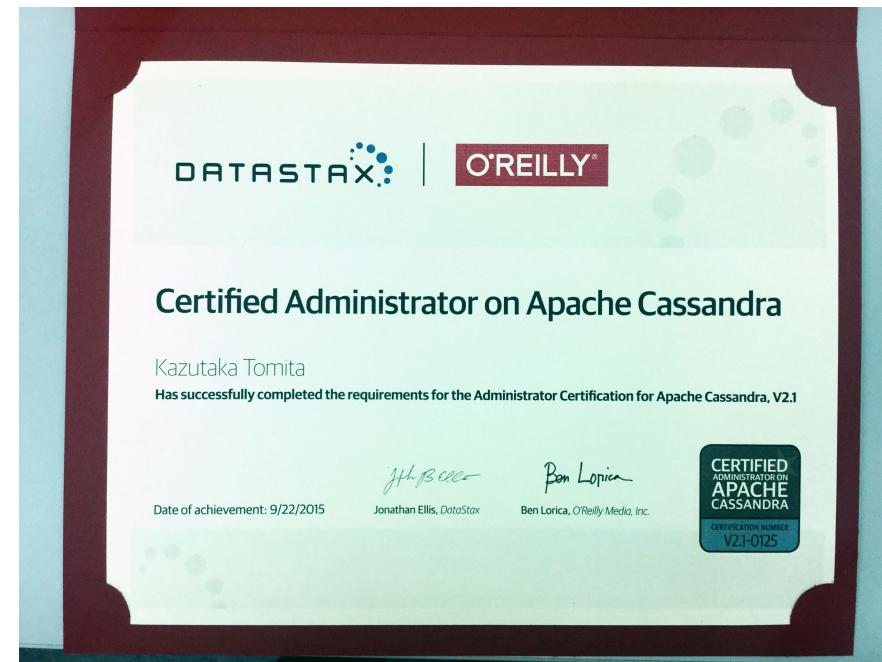 DATASTAX
O'REILLY®
Certified Administrator on Apache Cassandra
Kazutaka Tomita
Has successfully completed the requirements for the Administrator Certification for Apache Cassandra, V2.1
Ben Lorica
Date of achievement: 9/22/2015
Jonathan Ellis, DataStax
Ben Lorica, O'Reilly Media, Inc.
CERTIFIED
ADMINISTRATOR ON
APACHE
CASSANDRA
CERTIFICATION NUMBER
V2.1-0125